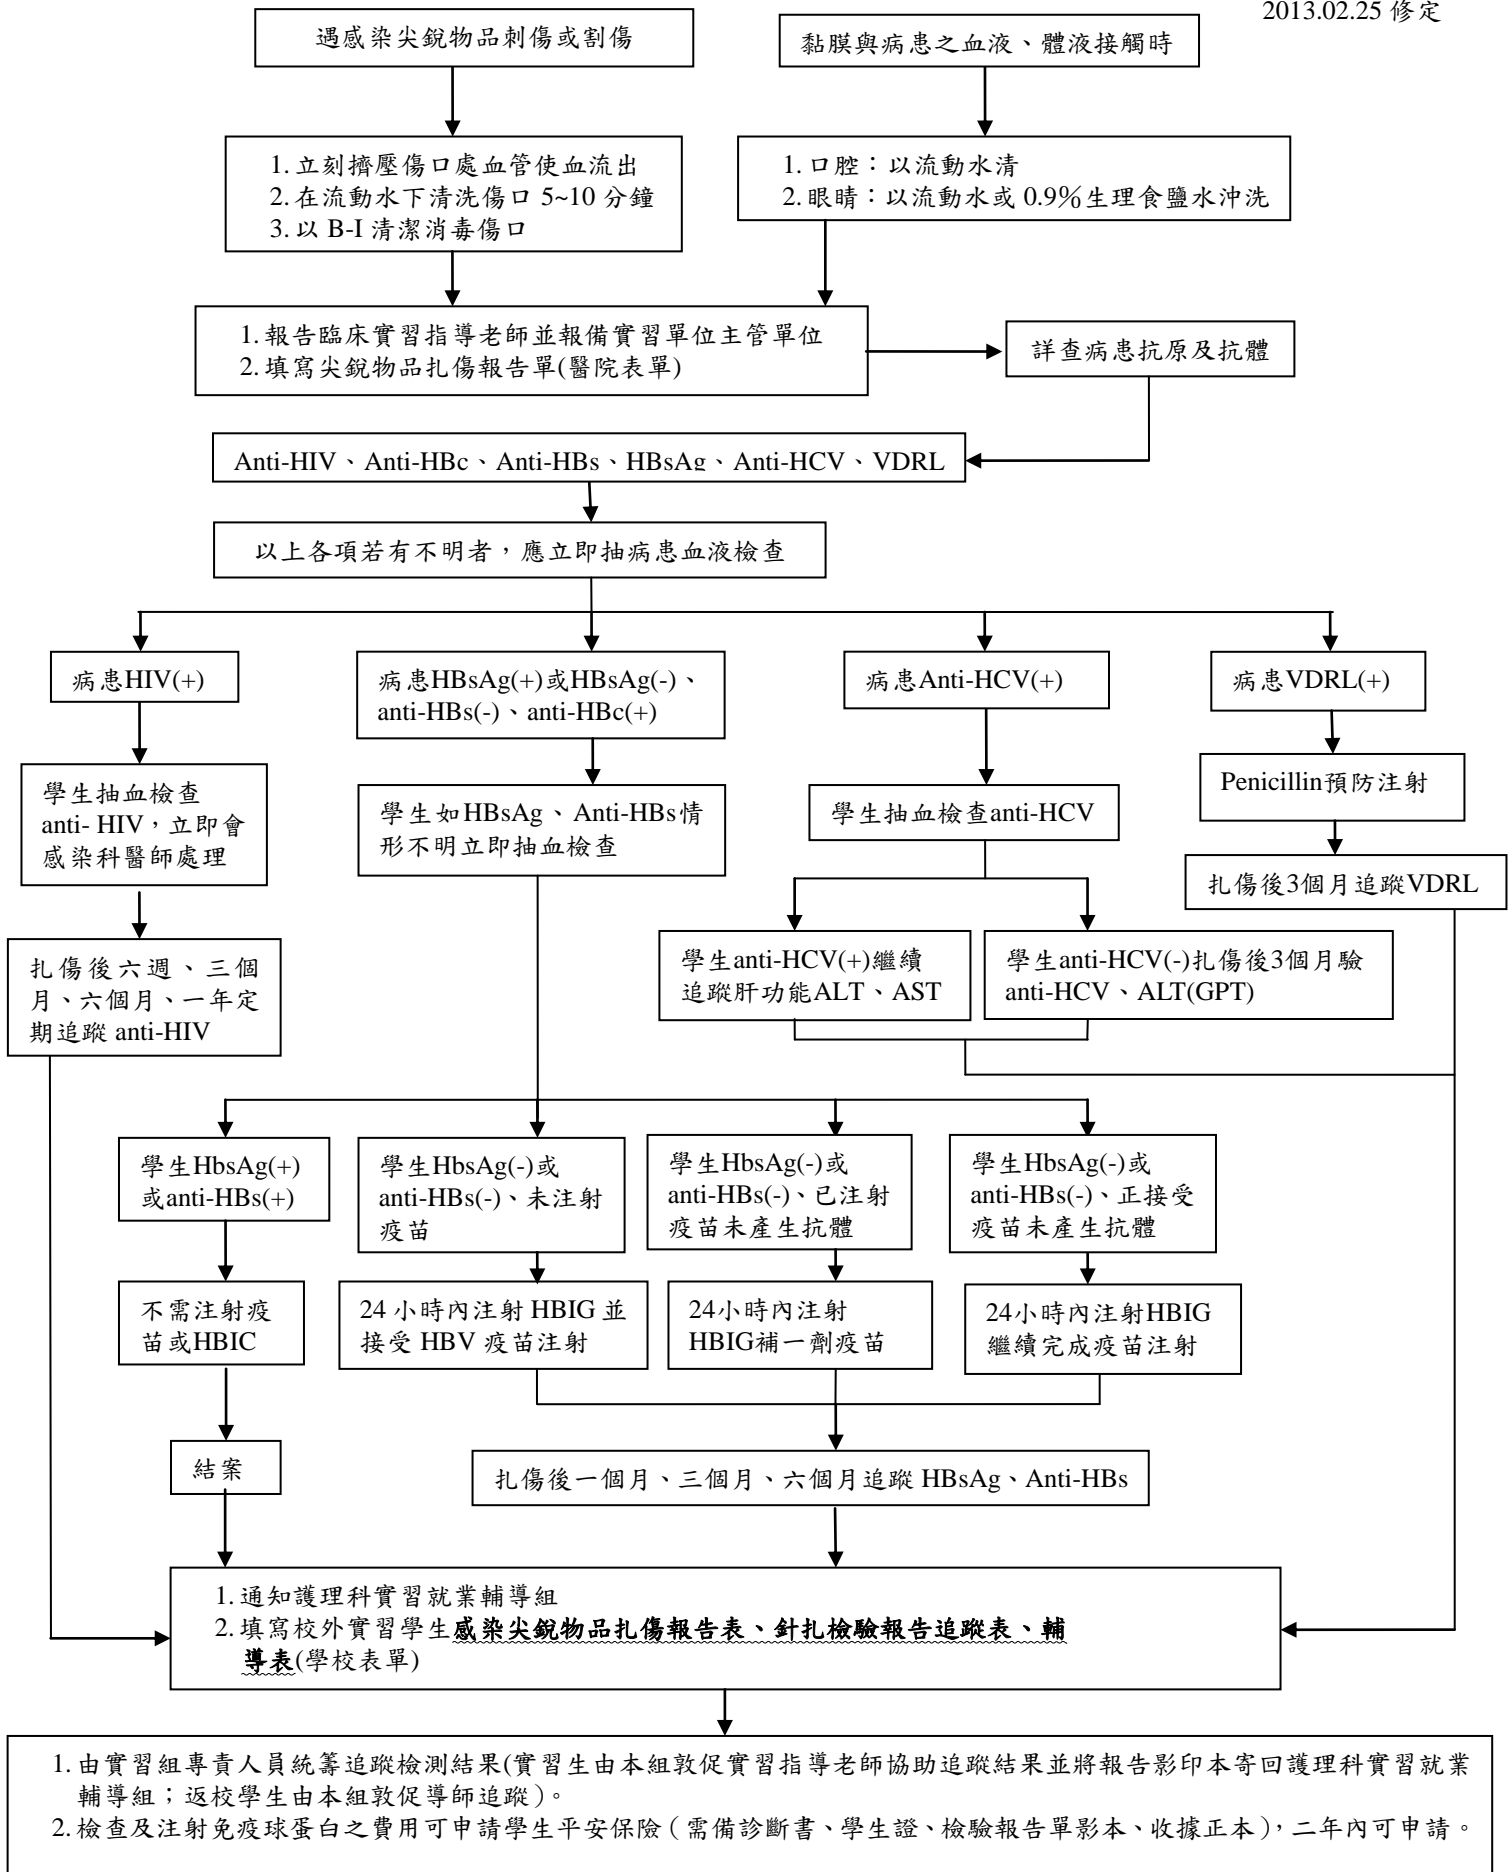 2013.02.25 修定
遇感染尖銳物品刺傷或割傷
黏膜與病患之血液、體液接觸時
1.立刻擠壓傷口處血管使血流出
2.在流動水下清洗傷口 5~10 分鐘
3.以 B-I 清潔消毒傷口
1.口腔：以流動水清
2.眼睛：以流動水或 0.9%生理食鹽水沖洗
1.報告臨床實習指導老師並報備實習單位主管單位
2.填寫尖銳物品扎傷報告單(醫院表單)
詳查病患抗原及抗體
Anti-HIV、Anti-HBc、Anti-HBs、HBsAg、Anti-HCV、VDRL
以上各項若有不明者，應立即抽病患血液檢查
病患HIV(+)
病患HBsAg(+)或HBsAg(-)、
anti-HBs(-)、anti-HBc(+)
病患Anti-HCV(+)
病患VDRL(+)
學生抽血檢查
anti- HIV，立即會
感染科醫師處理
學生如HBsAg、Anti-HBs情
形不明立即抽血檢查
學生抽血檢查anti-HCV
Penicillin預防注射
扎傷後3個月追蹤VDRL
扎傷後六週、三個
月、六個月、一年定
期追蹤 anti-HIV
學生anti-HCV(+)繼續
追蹤肝功能ALT、AST
學生anti-HCV(-)扎傷後3個月驗
anti-HCV、ALT(GPT)
學生HbsAg(+)
或anti-HBs(+)
學生HbsAg(-)或
anti-HBs(-)、未注射
疫苗
學生HbsAg(-)或
anti-HBs(-)、已注射
疫苗未產生抗體
學生HbsAg(-)或
anti-HBs(-)、正接受
疫苗未產生抗體
不需注射疫
苗或HBIC
24 小時內注射 HBIG 並
接受 HBV 疫苗注射
24小時內注射
HBIG補一劑疫苗
24小時內注射HBIG
繼續完成疫苗注射
結案
扎傷後一個月、三個月、六個月追蹤 HBsAg、Anti-HBs
1.通知護理科實習就業輔導組
2.填寫校外實習學生感染尖銳物品扎傷報告表、針扎檢驗報告追蹤表、輔
導表(學校表單)
1.由實習組專責人員統籌追蹤檢測結果(實習生由本組敦促實習指導老師協助追蹤結果並將報告影印本寄回護理科實習就業
輔導組；返校學生由本組敦促導師追蹤)。
2.檢查及注射免疫球蛋白之費用可申請學生平安保險（需備診斷書、學生證、檢驗報告單影本、收據正本），二年內可申請。